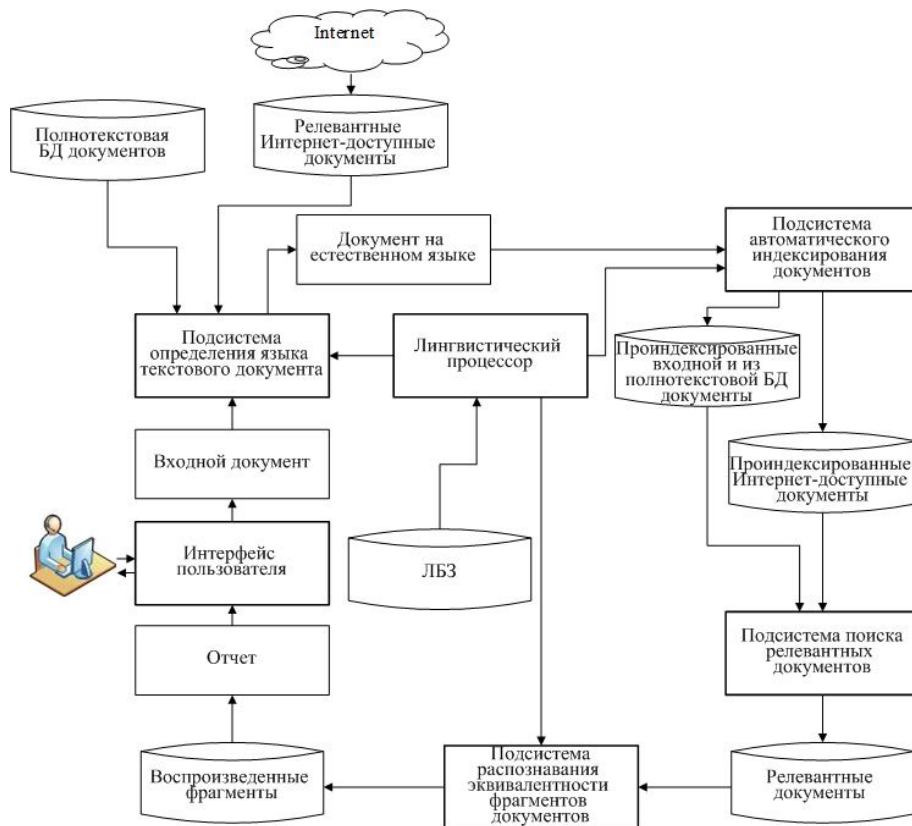 Internet
Полнотекстовая
БД документов
Релевантные
Интернет-доступные
документы
Документ на
естественном языке
Подсистема
автоматического
индексирования
документов
Подсистема
определения языка
текстового документа
Лингвистический
процессор
Проиндексированные
входной и из
полнотекстовой БД
документы
Входной документ
Проиндексированные
Интернет-доступные
документы
Интерфейс
пользователя
ЛБЗ
Отчет
Подсистема поиска
релевантных
документов
Воспроизведенные
фрагменты
Подсистема
распознавания
эквивалентности
фрагментов
документов
Релевантные
документы